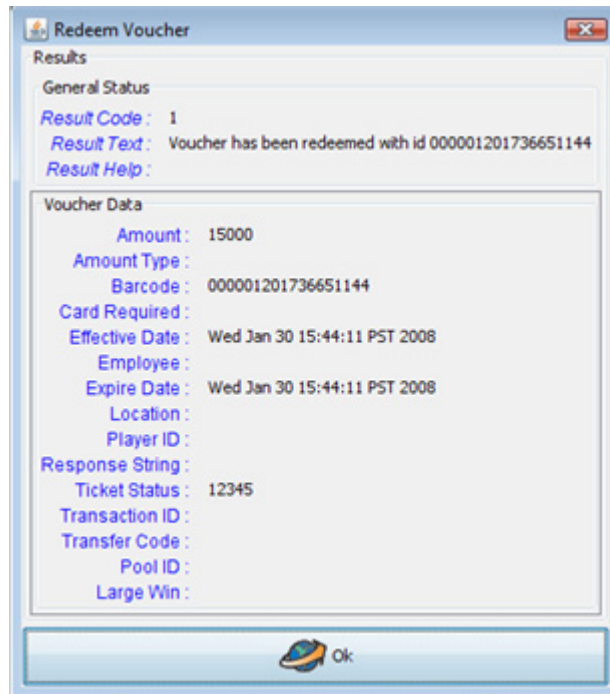 Redeem Voucher
Results
General Status
Result Code : 1
Result Text : Voucher has been redeemed with id 000001201736651144
Result Help :
Voucher Data
Amount : 15000
Amount Type :
Barcode : 000001201736651144
Card Required :
Effective Date : Wed Jan 30 15:44:11 PST 2008
Employee :
Expire Date : Wed Jan 30 15:44:11 PST 2008
Location :
Player ID :
Response String :
Ticket Status : 12345
Transaction ID :
Transfer Code :
Pool ID :
Large Win :
Ok